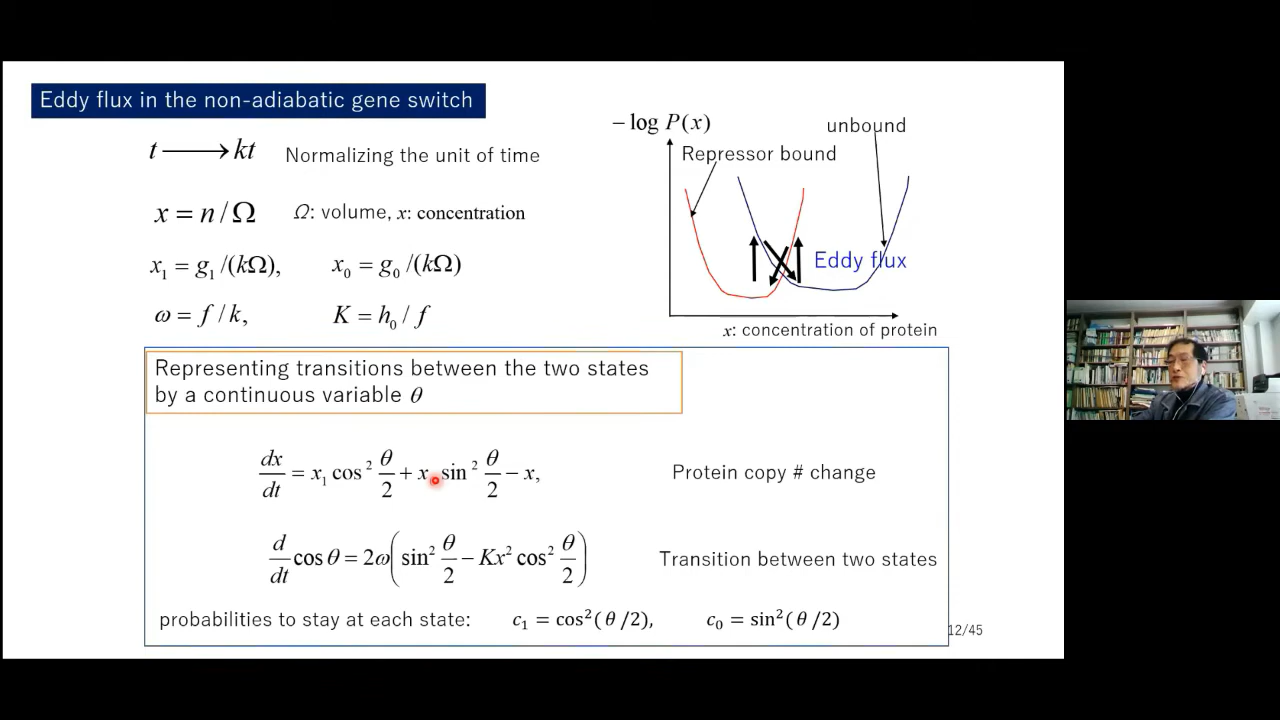 Eddy flux in the non-adiabatic gene switch
t ⟶ kt Normalizing the unit of time
x = n / Ω Ω: volume, x: concentration
x₁ = g₁ /(kΩ), x₀ = g₀ /(kΩ)
ω = f / k, K = h₀ / f
− log P(x)
unbound
Repressor bound
Eddy flux
x: concentration of protein
Representing transitions between the two states
by a continuous variable θ
dx/dt = x₁ cos² θ/2 + x sin² θ/2 − x, Protein copy # change
d/dt cos θ = 2ω( sin² θ/2 − Kx² cos² θ/2 ) Transition between two states
probabilities to stay at each state: c₁ = cos²(θ/2), c₀ = sin²(θ/2)
12/45